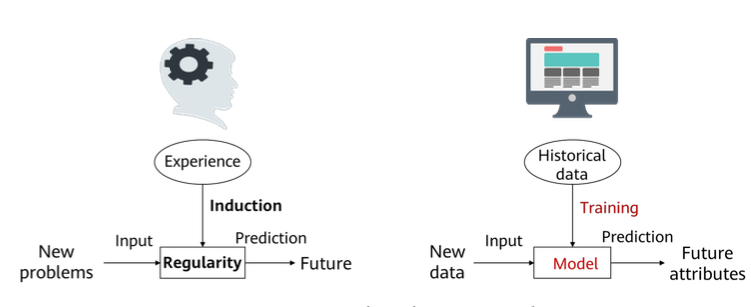 Experience
Induction
Input
Prediction
New
problems
Regularity
Future
Historical
data
Training
Input
Prediction
New
data
Model
Future
attributes